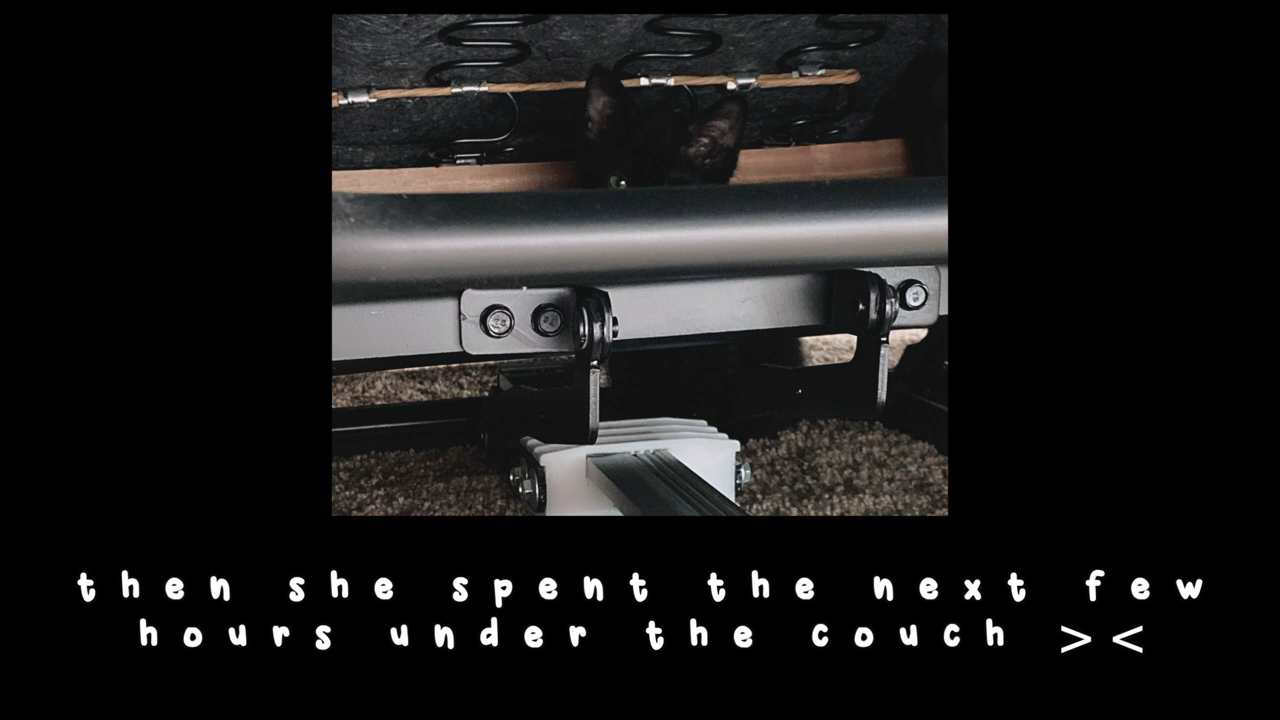 then she spent the next few
hours under the couch ><